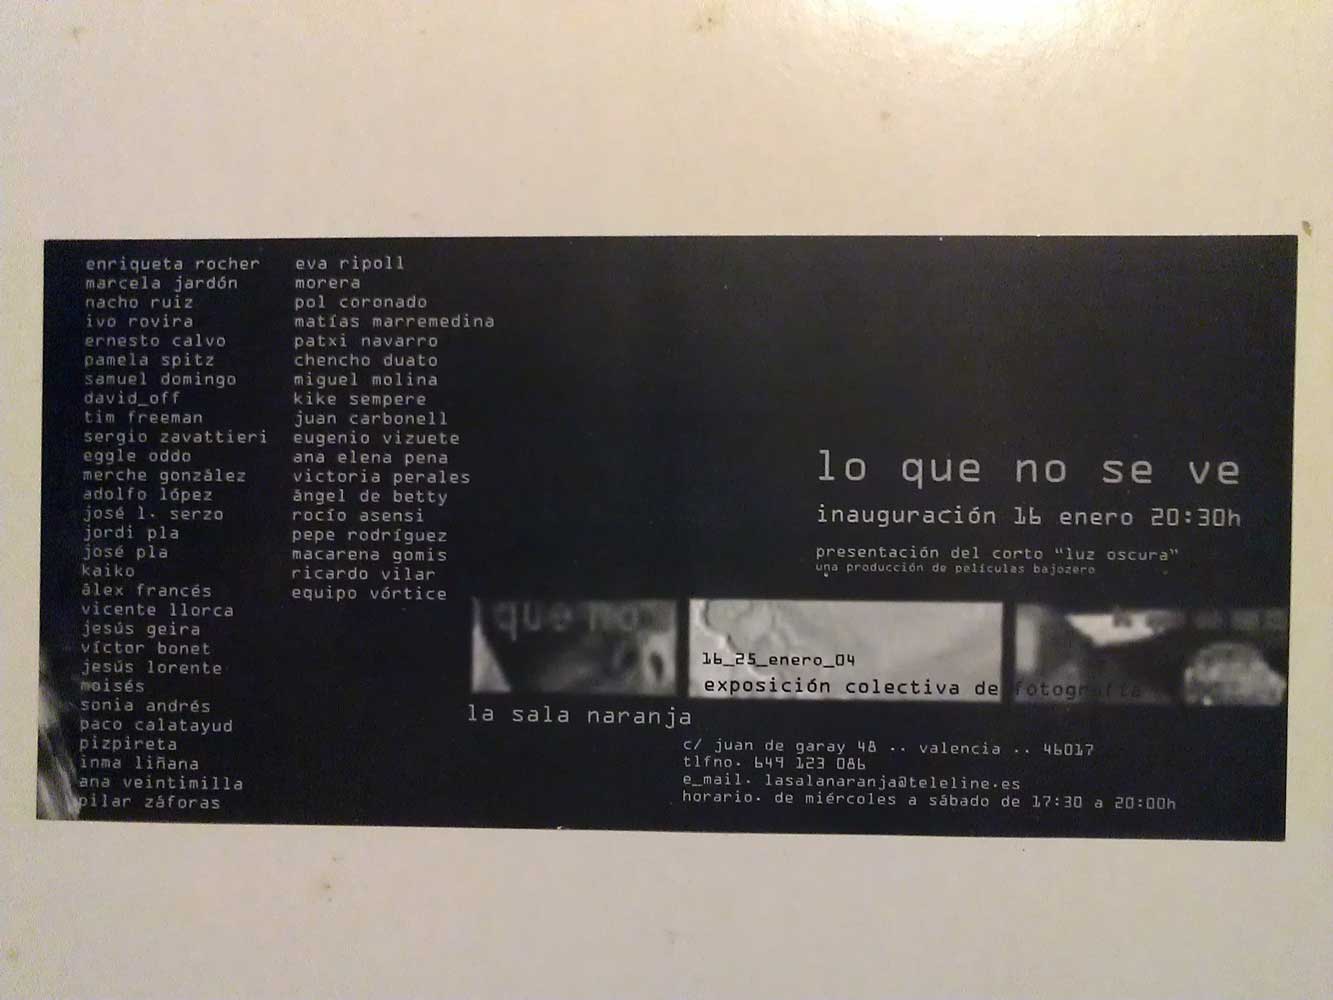 enriqueta rocher
marcela jardón
nacho ruiz
ivo rovira
ernesto calvo
pamela spitz
samuel domingo
david_off
tim freeman
sergio zavattieri
eggle oddo
merche gonzález
adolfo lópez
josé l. serzo
jordi pla
josé pla
kaiko
álex francés
vicente llorca
jesús geira
víctor bonet
jesús lorente
moisés
sonia andrés
paco calatayud
pizpireta
inma liñana
ana veintimilla
pilar záforas
eva ripoll
morera
pol coronado
matías marremedina
patxi navarro
chencho duato
miguel molina
kike sempere
juan carbonell
eugenio vizuete
ana elena pena
victoria perales
ángel de betty
rocío asensi
pepe rodríguez
macarena gomis
ricardo vilar
equipo vórtice
lo que no se ve
inauguración 16 enero 20:30h
presentación del corto "luz oscura"
una producción de películas bajozero
que no
16_25_enero_04
exposición colectiva de fotografía
la sala naranja
c/ juan de garay 48 .. valencia .. 46017
tlfno. 649 123 086
e_mail. lasalanaranja@teleline.es
horario. de miércoles a sábado de 17:30 a 20:00h